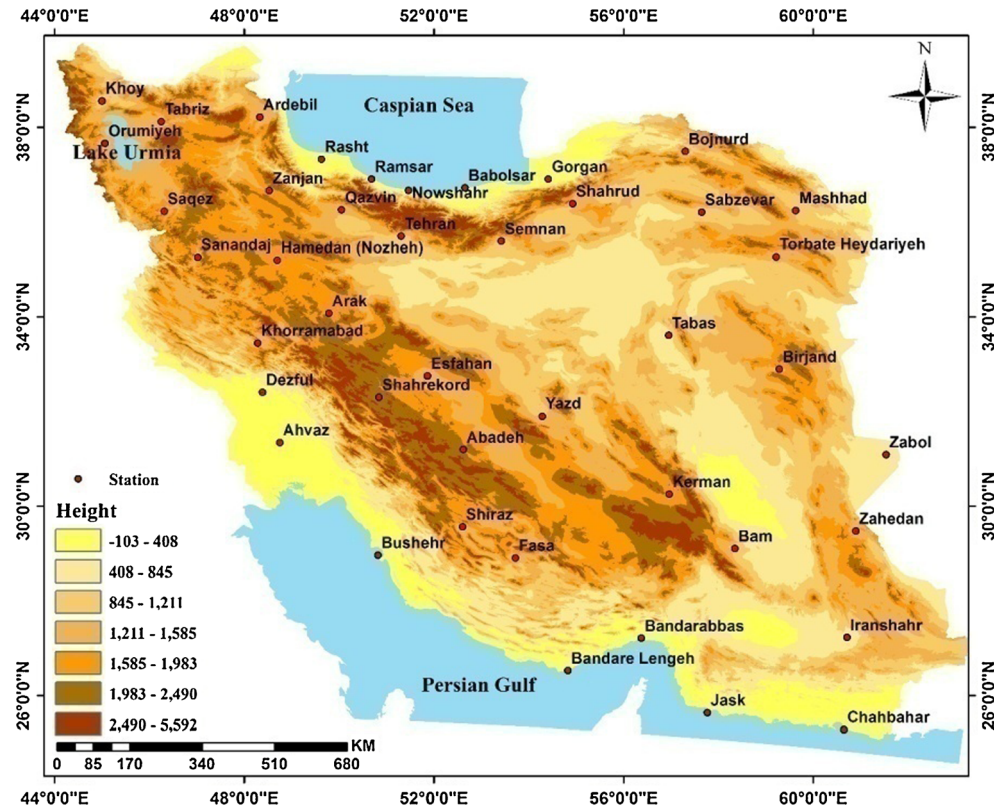 44°0'0"E 48°0'0"E 52°0'0"E 56°0'0"E 60°0'0"E
N
38°0'0"N
34°0'0"N
30°0'0"N
26°0'0"N
38°0'0"N
34°0'0"N
30°0'0"N
26°0'0"N
Khoy
Tabriz
Ardebil
Caspian Sea
Orumiyeh
Lake Urmia
Rasht
Ramsar
Babolsar
Nowshahr
Gorgan
Bojnurd
Zanjan
Qazvin
Shahrud
Sabzevar
Mashhad
Saqez
Tehran
Semnan
Sanandaj
Hamedan (Nozheh)
Torbate Heydariyeh
Arak
Khorramabad
Tabas
Birjand
Esfahan
Dezful
Shahrekord
Yazd
Ahvaz
Abadeh
Zabol
Kerman
Shiraz
Zahedan
Bushehr
Fasa
Bam
Bandarabbas
Iranshahr
Bandare Lengeh
Persian Gulf
Jask
Chahbahar
Station
Height
-103 - 408
408 - 845
845 - 1,211
1,211 - 1,585
1,585 - 1,983
1,983 - 2,490
2,490 - 5,592
KM
0 85 170 340 510 680
44°0'0"E 48°0'0"E 52°0'0"E 56°0'0"E 60°0'0"E